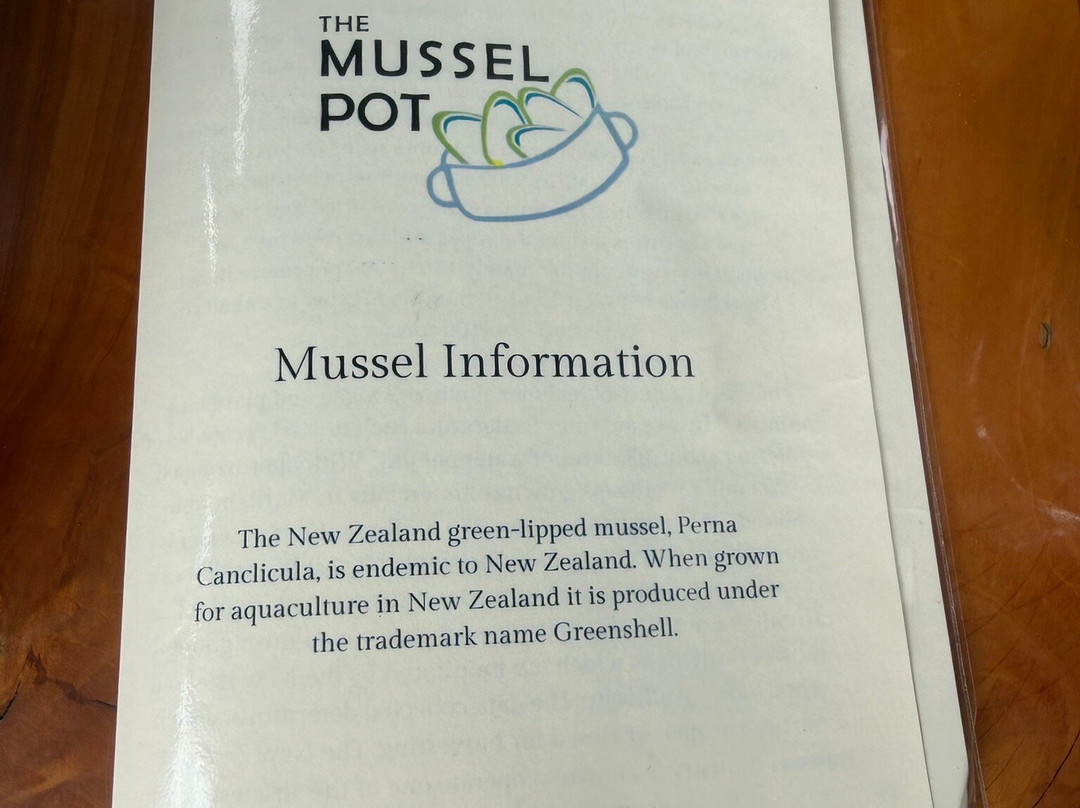 THE
MUSSEL
POT
Mussel Information
The New Zealand green-lipped mussel, Perna
Canclicula, is endemic to New Zealand. When grown
for aquaculture in New Zealand it is produced under
the trademark name Greenshell.